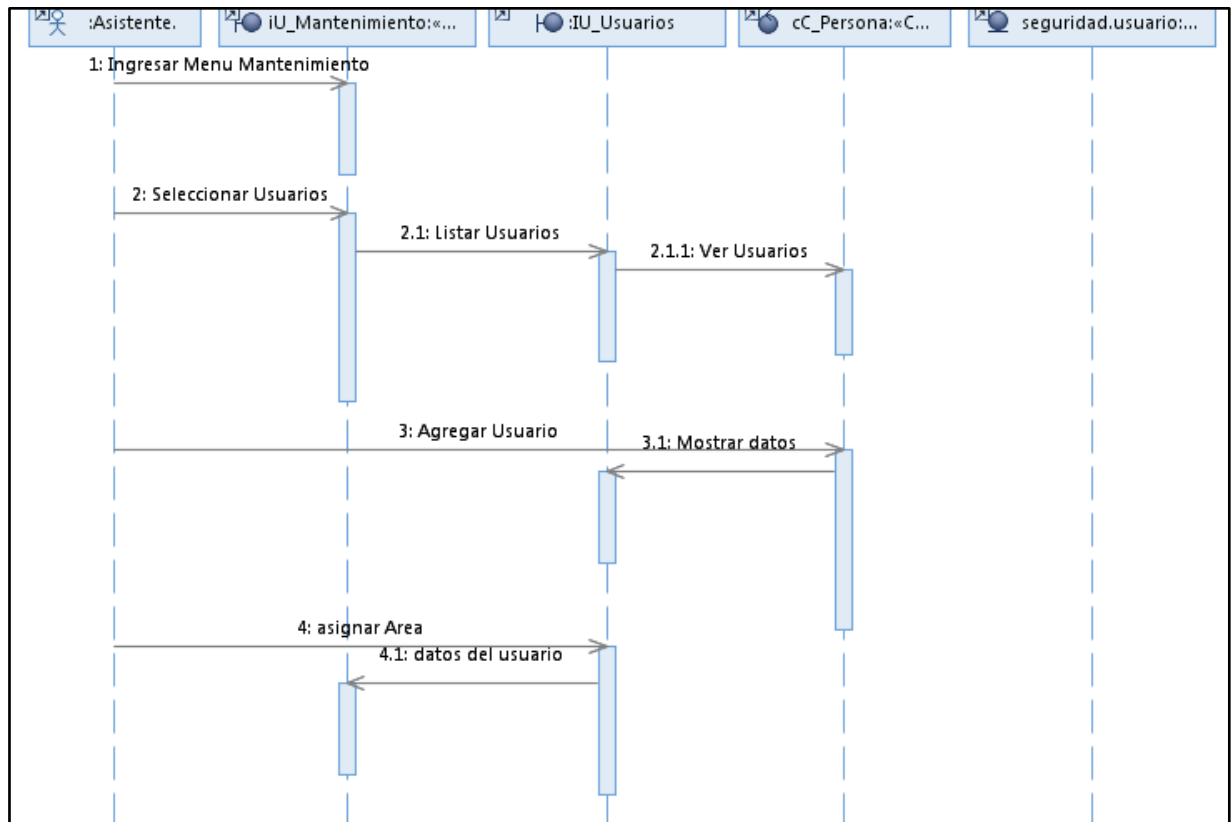 :Asistente.
iU_Mantenimiento:«...
:IU_Usuarios
cC_Persona:«C...
seguridad.usuario:...
1: Ingresar Menu Mantenimiento
2: Seleccionar Usuarios
2.1: Listar Usuarios
2.1.1: Ver Usuarios
3: Agregar Usuario
3.1: Mostrar datos
4: asignar Area
4.1: datos del usuario